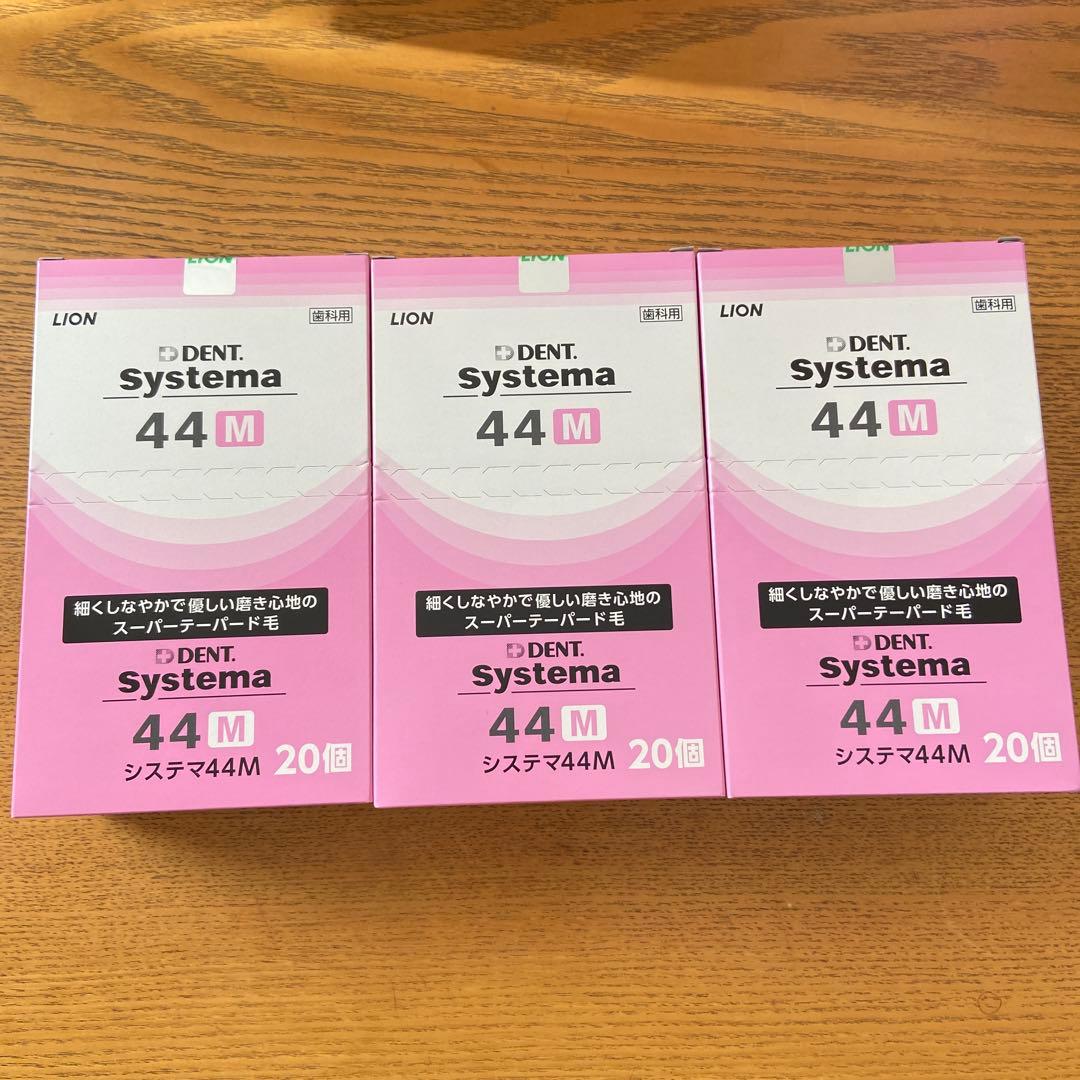 LION
LION
歯科用
DENT.
systema
44 M
細くしなやかで優しい磨き心地の
スーパーテーパード毛
DENT.
systema
44 M
システマ44M 20個
LION
LION
歯科用
DENT.
systema
44 M
細くしなやかで優しい磨き心地の
スーパーテーパード毛
DENT.
systema
44 M
システマ44M 20個
LION
LION
歯科用
DENT.
systema
44 M
細くしなやかで優しい磨き心地の
スーパーテーパード毛
DENT.
systema
44 M
システマ44M 20個